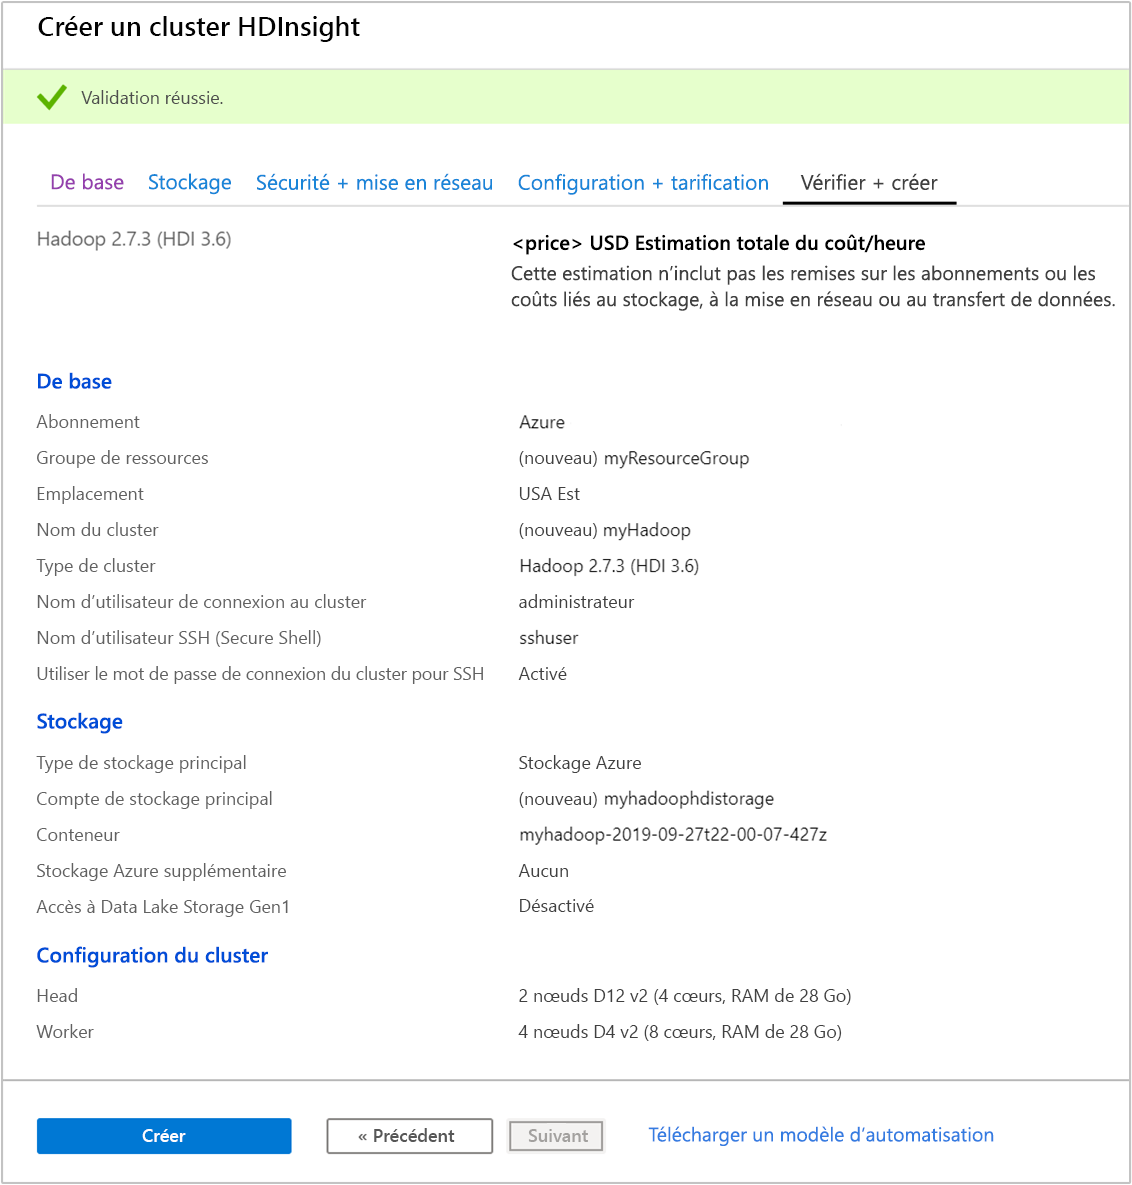 Créer un cluster HDInsight
Validation réussie.
De base Stockage Sécurité + mise en réseau Configuration + tarification Vérifier + créer
Hadoop 2.7.3 (HDI 3.6)
<price> USD Estimation totale du coût/heure
Cette estimation n’inclut pas les remises sur les abonnements ou les
coûts liés au stockage, à la mise en réseau ou au transfert de données.
De base
Abonnement Azure
Groupe de ressources (nouveau) myResourceGroup
Emplacement USA Est
Nom du cluster (nouveau) myHadoop
Type de cluster Hadoop 2.7.3 (HDI 3.6)
Nom d’utilisateur de connexion au cluster administrateur
Nom d’utilisateur SSH (Secure Shell) sshuser
Utiliser le mot de passe de connexion du cluster pour SSH Activé
Stockage
Type de stockage principal Stockage Azure
Compte de stockage principal (nouveau) myhadoophdistorage
Conteneur myhadoop-2019-09-27t22-00-07-427z
Stockage Azure supplémentaire Aucun
Accès à Data Lake Storage Gen1 Désactivé
Configuration du cluster
Head 2 nœuds D12 v2 (4 cœurs, RAM de 28 Go)
Worker 4 nœuds D4 v2 (8 cœurs, RAM de 28 Go)
Créer « Précédent Suivant Télécharger un modèle d’automatisation